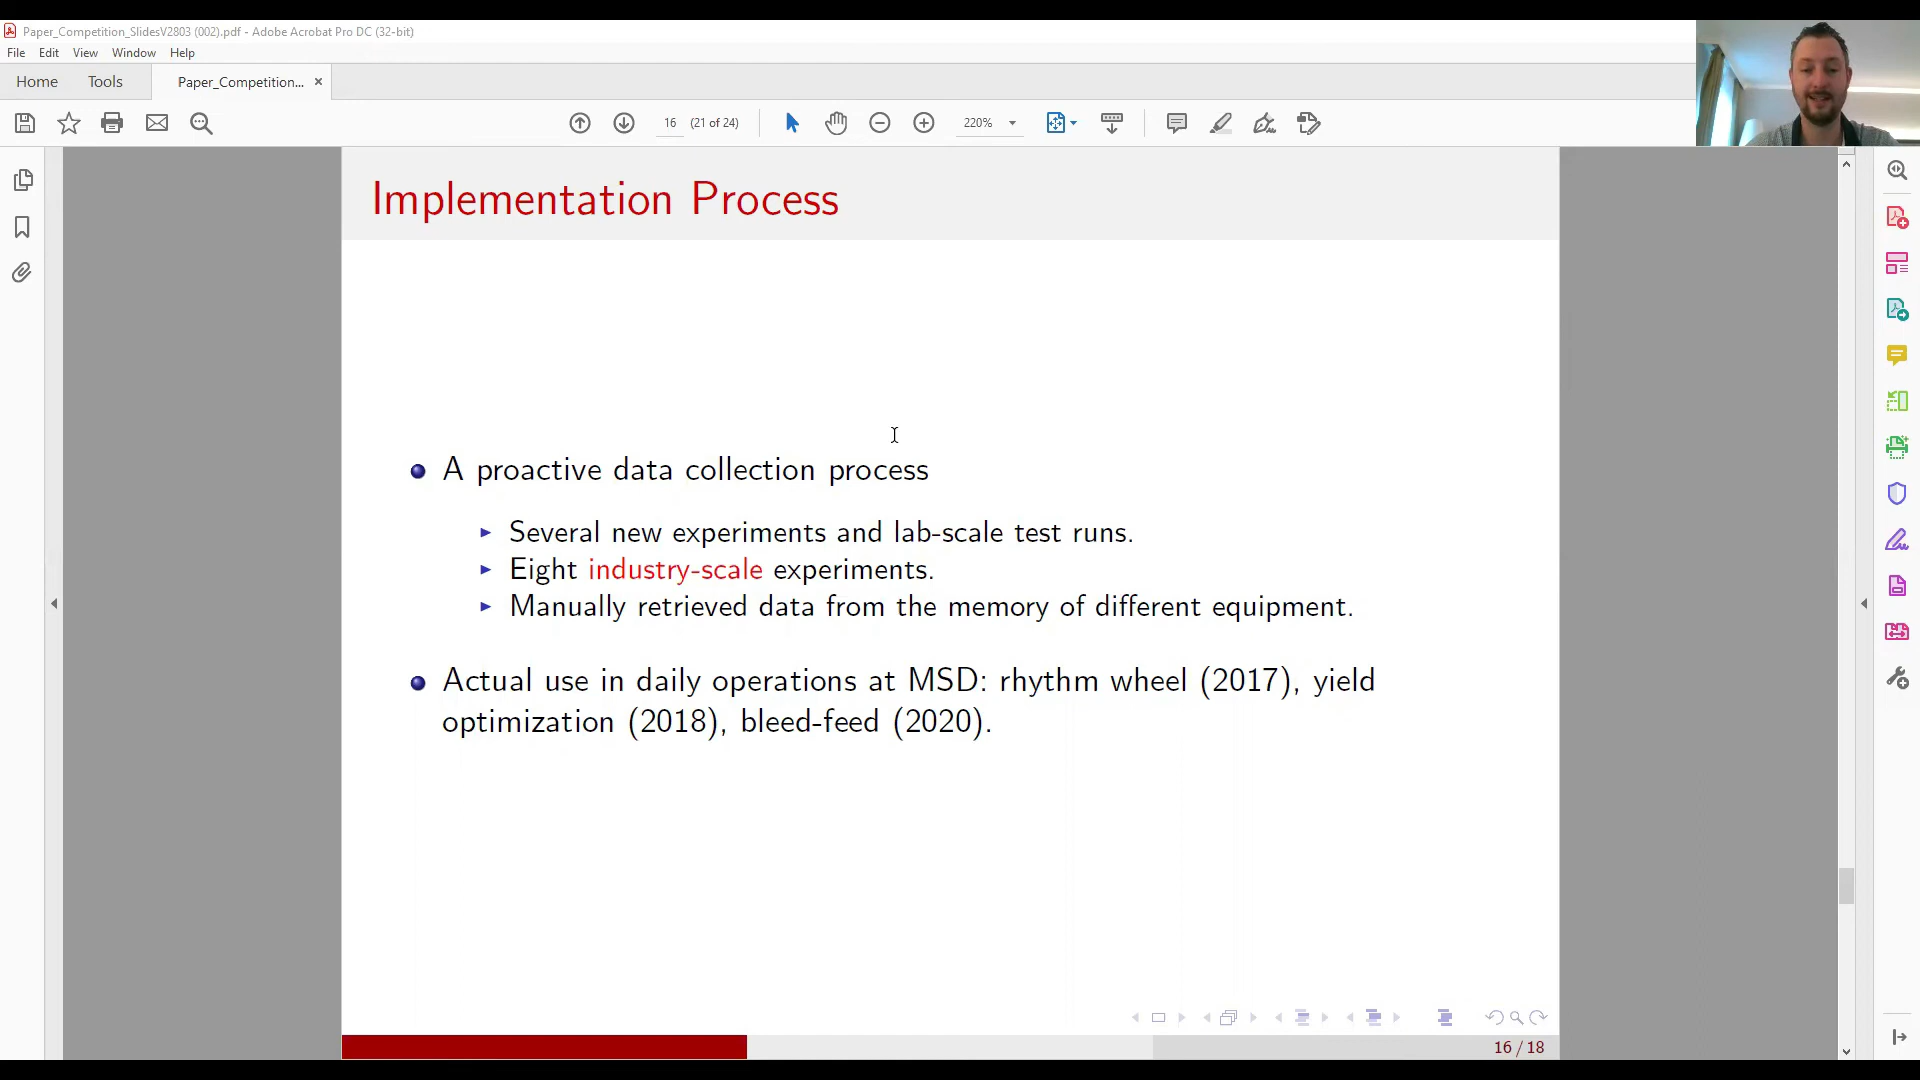 Paper_Competition_SlidesV2803 (002).pdf - Adobe Acrobat Pro DC (32-bit)
File Edit View Window Help
Home Tools Paper_Competition... ×
16 (21 of 24) 220%
Implementation Process
A proactive data collection process
Several new experiments and lab-scale test runs.
Eight industry-scale experiments.
Manually retrieved data from the memory of different equipment.
Actual use in daily operations at MSD: rhythm wheel (2017), yield
optimization (2018), bleed-feed (2020).
16 / 18